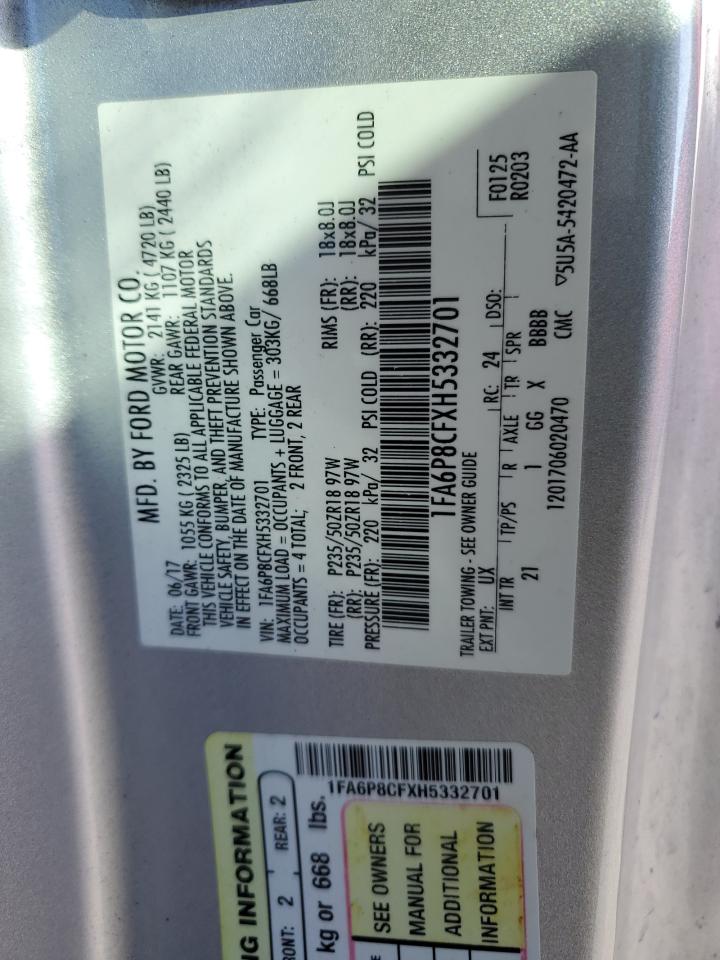 MFD. BY FORD MOTOR CO.
DATE: 06/17 GVWR: 2141 KG ( 4720 LB)
FRONT GAWR: 1055 KG ( 2325 LB) REAR GAWR: 1107 KG ( 2440 LB)
THIS VEHICLE CONFORMS TO ALL APPLICABLE FEDERAL MOTOR
VEHICLE SAFETY, BUMPER, AND THEFT PREVENTION STANDARDS
IN EFFECT ON THE DATE OF MANUFACTURE SHOWN ABOVE.
VIN: 1FA6P8CFXH5332701 TYPE: Passenger Car
MAXIMUM LOAD = OCCUPANTS + LUGGAGE = 303KG/ 668LB
OCCUPANTS = 4 TOTAL; 2 FRONT, 2 REAR
TIRE (FR): P235/50ZR18 97W RIMS (FR): 18x8.0J
(RR): P235/50ZR18 97W (RR): 18x8.0J
PRESSURE (FR): 220 kPa/ 32 PSI COLD (RR): 220 kPa/ 32 PSI COLD
1FA6P8CFXH5332701
TRAILER TOWING - SEE OWNER GUIDE F0125
EXT PNT: UX RC: 24 DSO: R0203
INT TR TP/PS R AXLE TR SPR
21 1 GG X BBBB
1201706020470 CMC ▽5U5A-5420472-AA
NG INFORMATION
RONT: 2 REAR: 2
kg or 668 lbs.
1FA6P8CFXH5332701
SEE OWNERS
MANUAL FOR
ADDITIONAL
INFORMATION